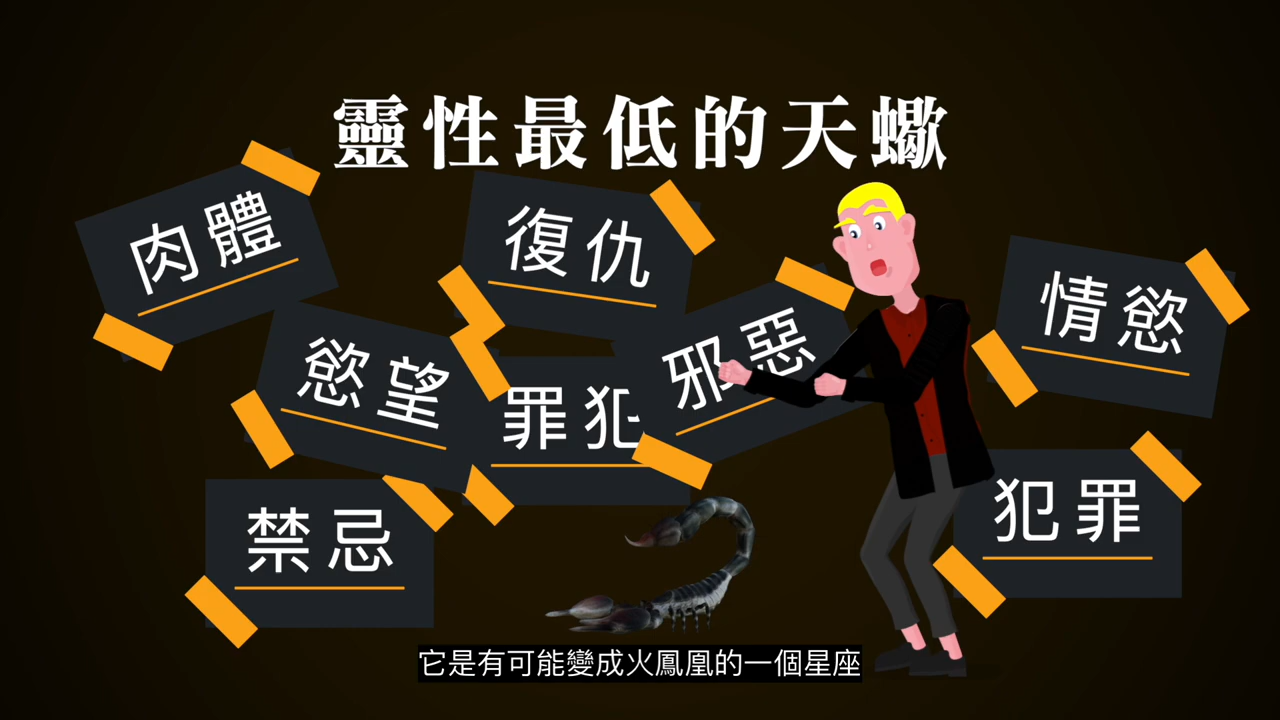 靈性最低的天蠍
肉體
復仇
情慾
邪惡
慾望
罪犯
犯罪
禁忌
它是有可能變成火鳳凰的一個星座